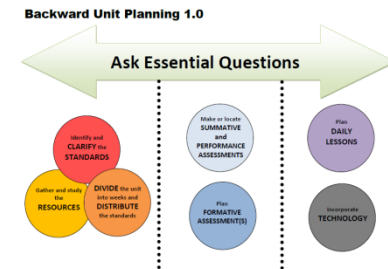 Backward Unit Planning 1.0
Ask Essential Questions
Identify and
CLARIFY the
STANDARDS
Gather and study
the
RESOURCES
DIVIDE the unit
into weeks and
DISTRIBUTE
the standards
Make or locate
SUMMATIVE
and
PERFORMANCE
ASSESSMENTS
Plan
FORMATIVE
ASSESSMENT(S)
Plan
DAILY
LESSONS
Incorporate
TECHNOLOGY